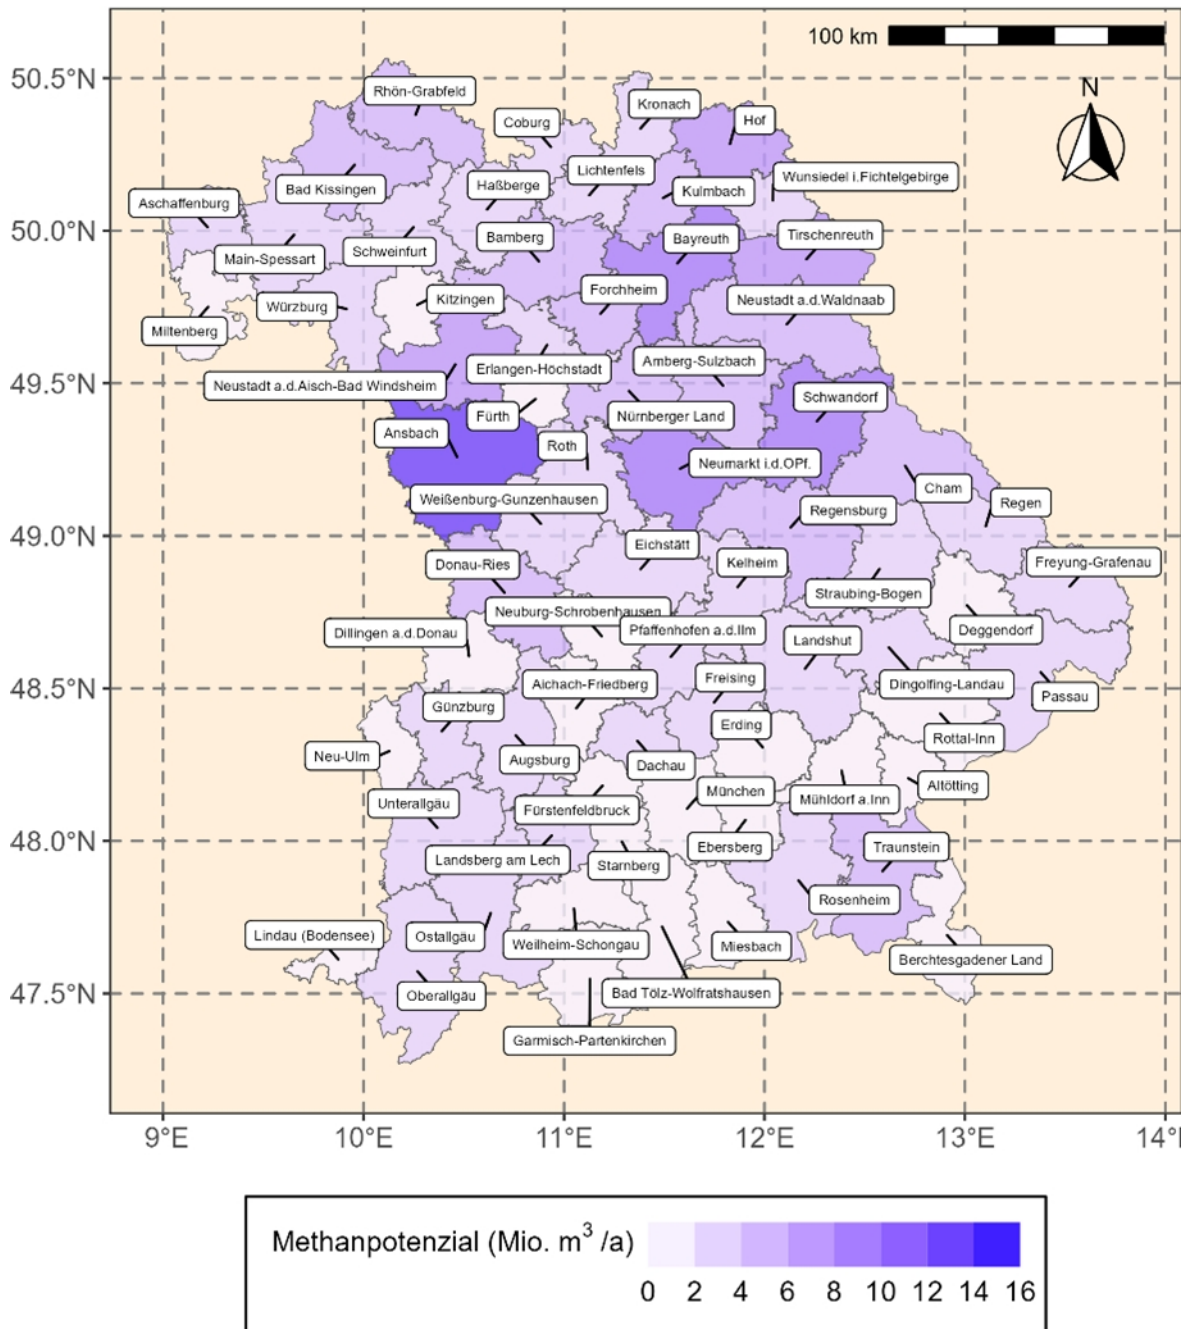 100 km
N
50.5°N
50.0°N
49.5°N
49.0°N
48.5°N
48.0°N
47.5°N
Rhön-Grabfeld
Kronach
Coburg
Hof
Lichtenfels
Wunsiedel i.Fichtelgebirge
Bad Kissingen
Haßberge
Kulmbach
Aschaffenburg
Bamberg
Bayreuth
Tirschenreuth
Schweinfurt
Main-Spessart
Forchheim
Kitzingen
Neustadt a.d.Waldnaab
Würzburg
Miltenberg
Erlangen-Höchstadt
Amberg-Sulzbach
Neustadt a.d.Aisch-Bad Windsheim
Schwandorf
Fürth
Nürnberger Land
Ansbach
Roth
Neumarkt i.d.OPf.
Cham
Weißenburg-Gunzenhausen
Regen
Regensburg
Eichstätt
Donau-Ries
Kelheim
Freyung-Grafenau
Straubing-Bogen
Neuburg-Schrobenhausen
Dillingen a.d.Donau
Pfaffenhofen a.d.Ilm
Deggendorf
Landshut
Freising
Aichach-Friedberg
Dingolfing-Landau
Passau
Günzburg
Erding
Rottal-Inn
Neu-Ulm
Augsburg
Dachau
Altötting
München
Mühldorf a.Inn
Unterallgäu
Fürstenfeldbruck
Ebersberg
Traunstein
Landsberg am Lech
Starnberg
Rosenheim
Lindau (Bodensee)
Ostallgäu
Weilheim-Schongau
Miesbach
Berchtesgadener Land
Oberallgäu
Bad Tölz-Wolfratshausen
Garmisch-Partenkirchen
9°E 10°E 11°E 12°E 13°E 14°E
Methanpotenzial (Mio. m³ /a)
0 2 4 6 8 10 12 14 16